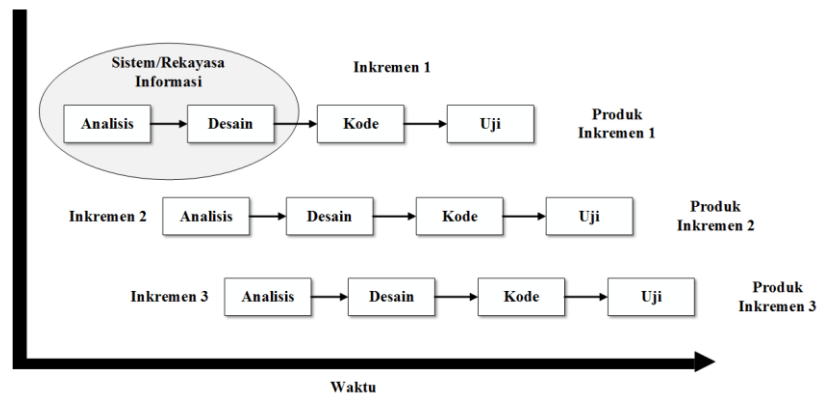 Sistem/Rekayasa
Informasi
Inkremen 1
Analisis
Desain
Kode
Uji
Produk
Inkremen 1
Inkremen 2
Analisis
Desain
Kode
Uji
Produk
Inkremen 2
Inkremen 3
Analisis
Desain
Kode
Uji
Produk
Inkremen 3
Waktu